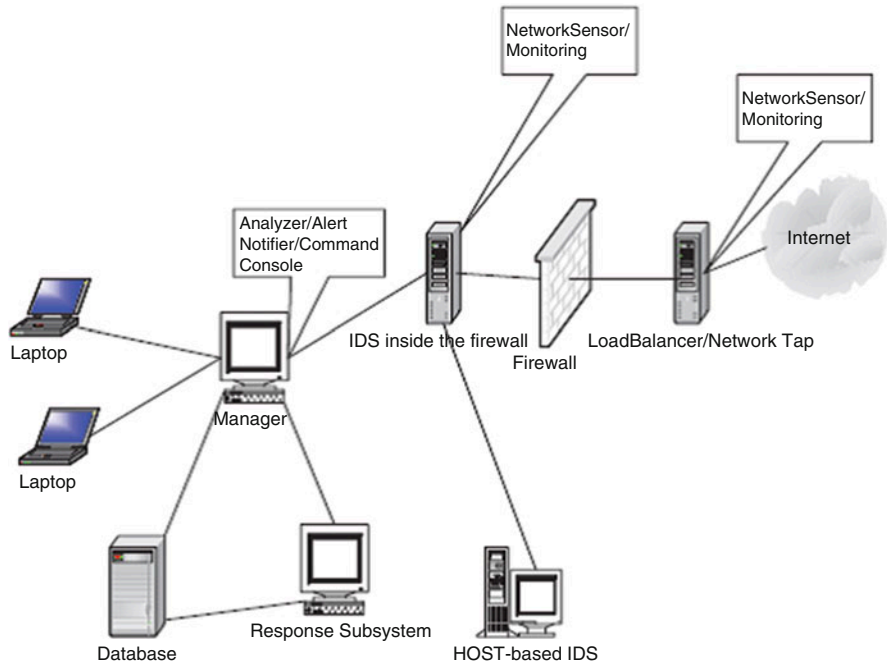 NetworkSensor/
Monitoring
NetworkSensor/
Monitoring
Analyzer/Alert
Notifier/Command
Console
Internet
Laptop
IDS inside the firewall
Firewall
LoadBalancer/Network Tap
Manager
Laptop
Database
Response Subsystem
HOST-based IDS